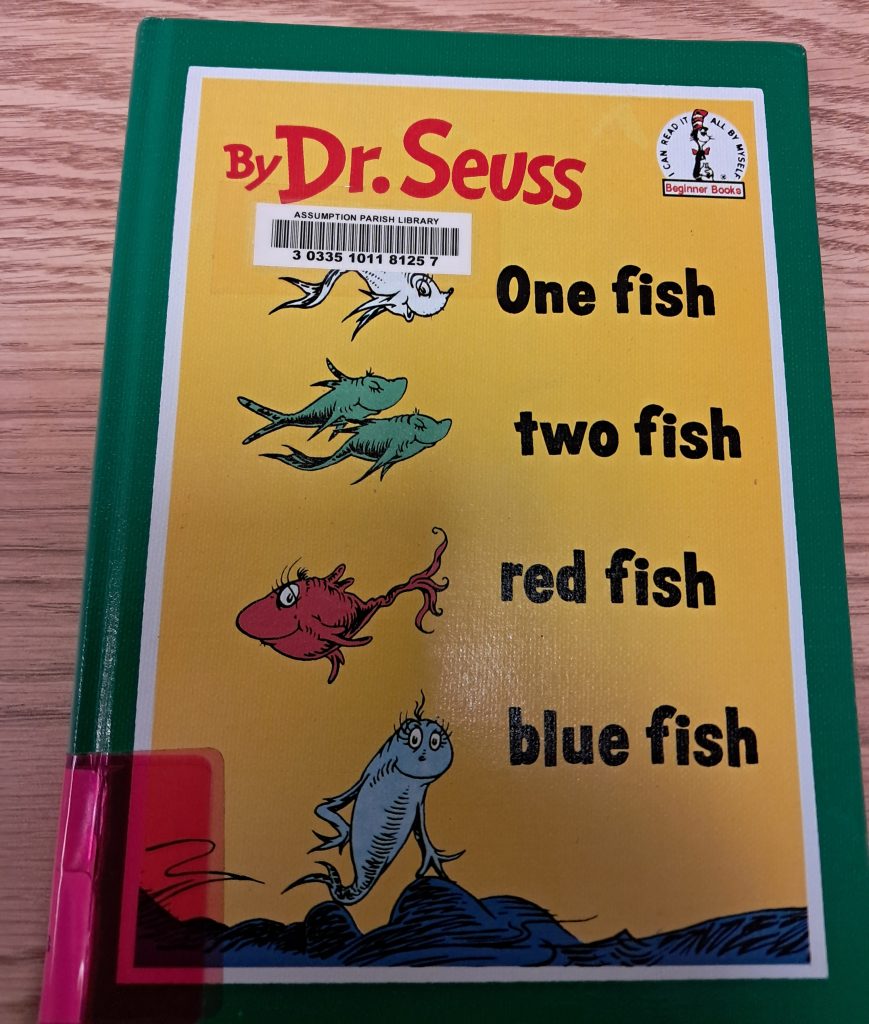 By Dr. Seuss
I CAN READ IT ALL BY MYSELF
Beginner Books
ASSUMPTION PARISH LIBRARY
3 0335 1011 8125 7
One fish
two fish
red fish
blue fish